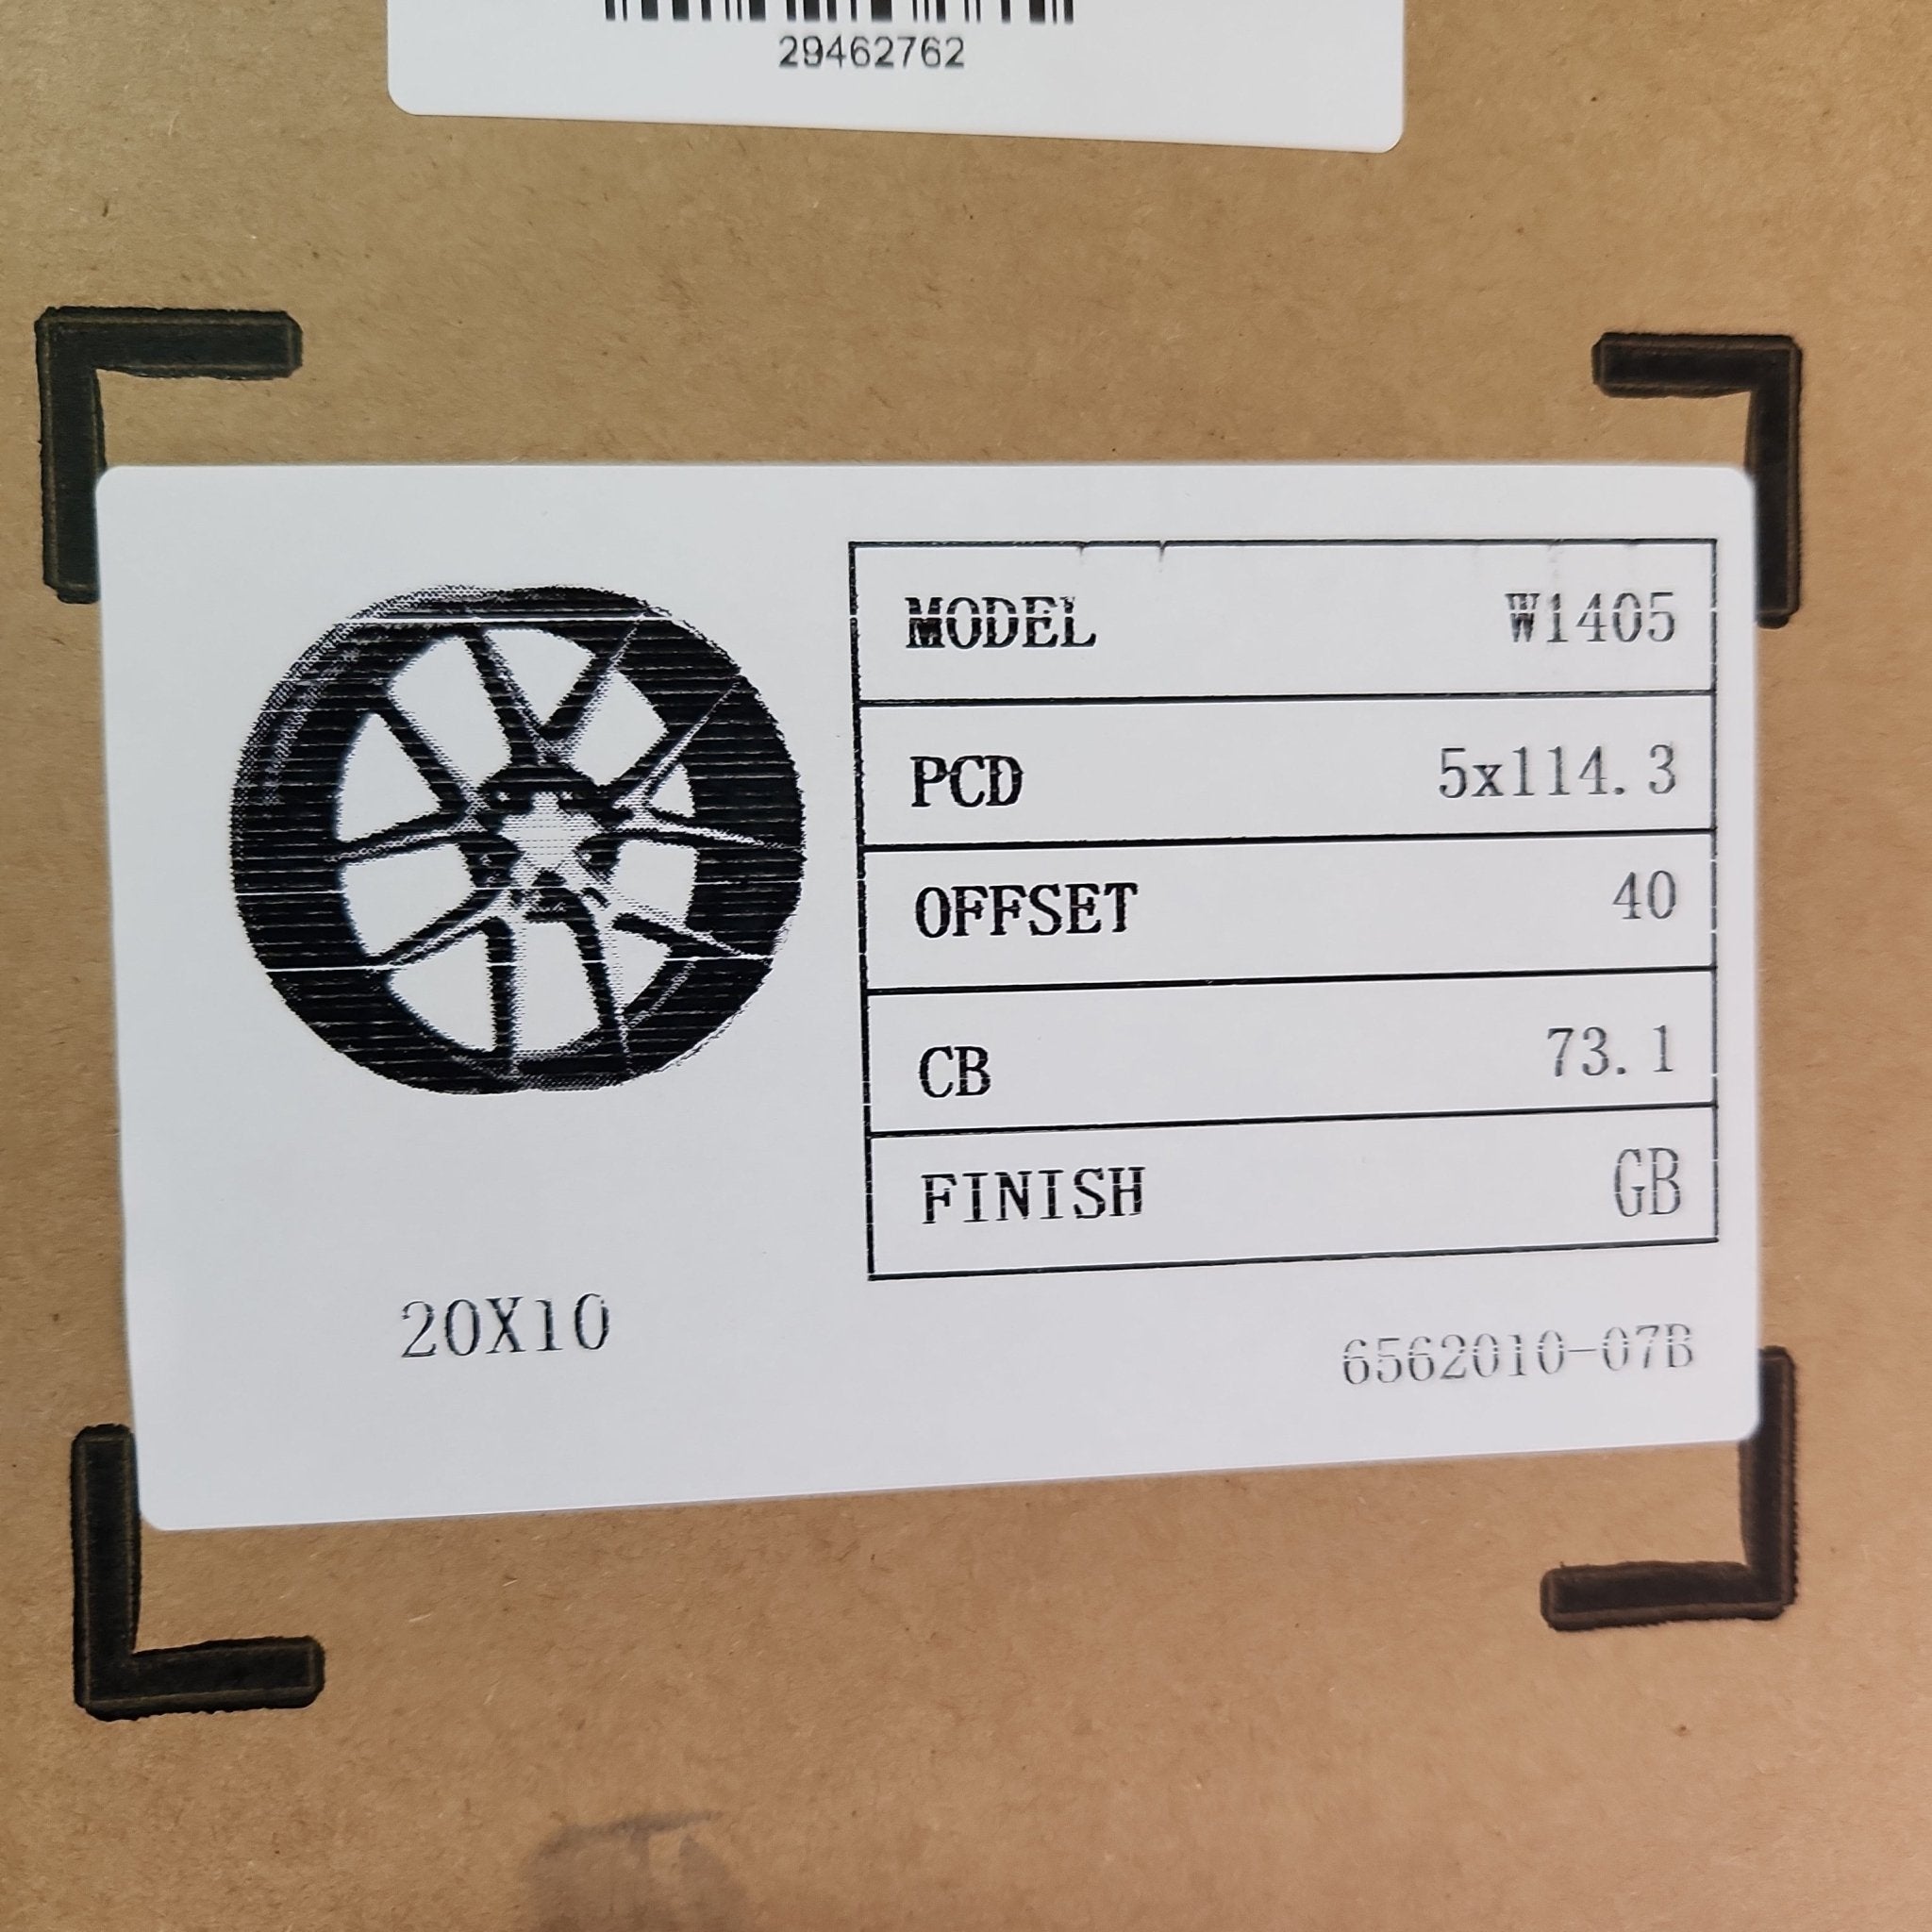 29462762
MODEL W1405
PCD 5x114.3
OFFSET 40
CB 73.1
FINISH GB
20X10
6562010-07B